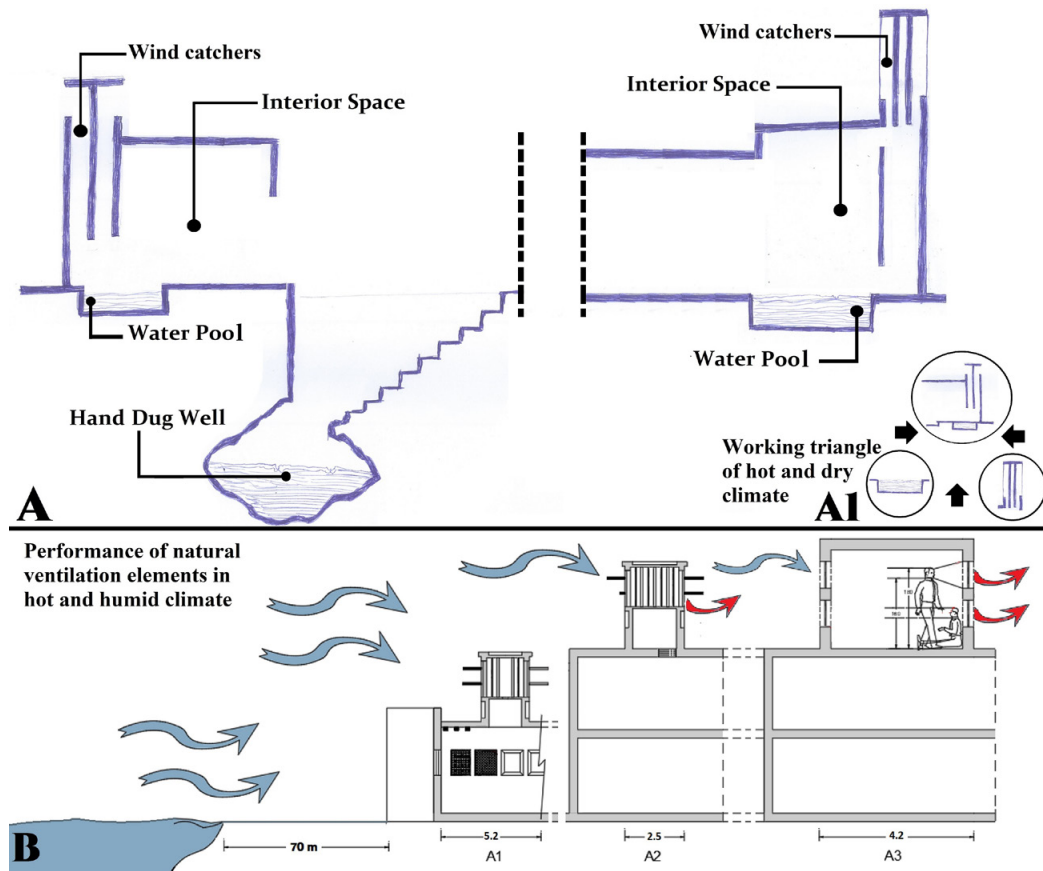 Wind catchers
Interior Space
Water Pool
Hand Dug Well
A
Wind catchers
Interior Space
Water Pool
Working triangle
of hot and dry
climate
A1
Performance of natural
ventilation elements in
hot and humid climate
B
70 m
5.2
A1
2.5
A2
4.2
A3